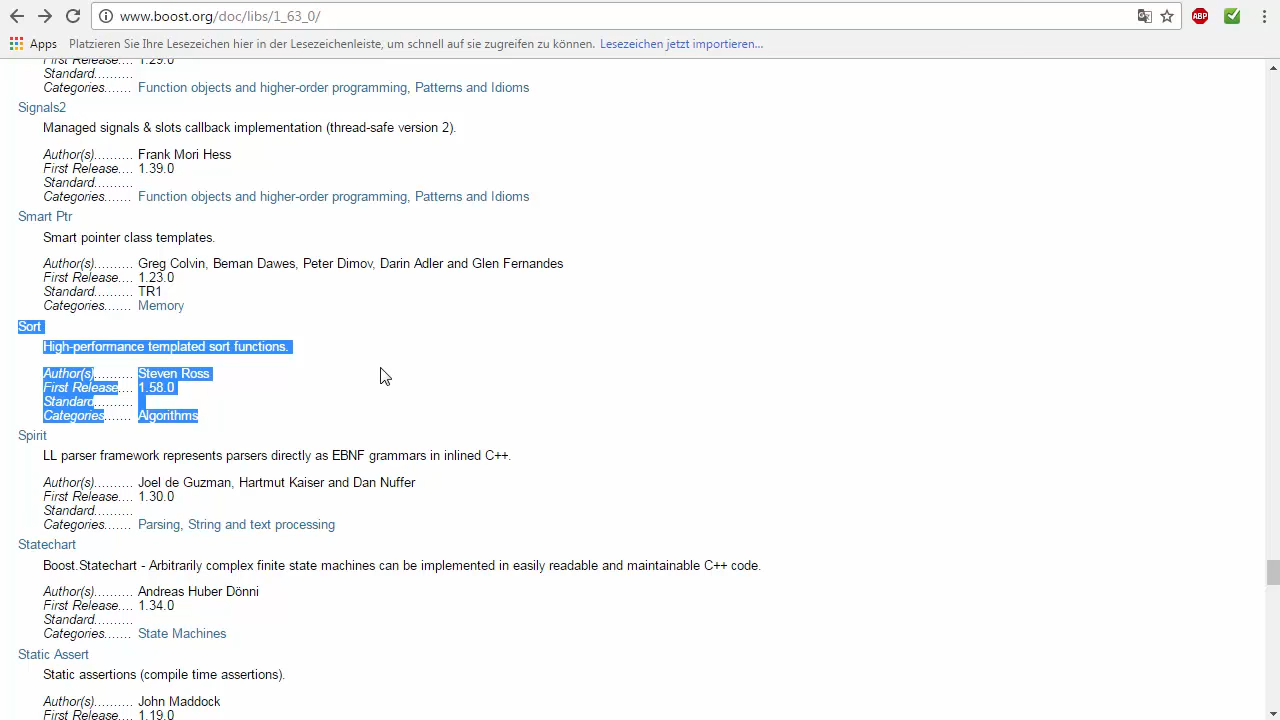 www.boost.org/doc/libs/1_63_0/
Apps Platzieren Sie Ihre Lesezeichen hier in der Lesezeichenleiste, um schnell auf sie zugreifen zu können. Lesezeichen jetzt importieren...
First Release.... 1.29.0
Standard..........
Categories....... Function objects and higher-order programming, Patterns and Idioms
Signals2
Managed signals & slots callback implementation (thread-safe version 2).
Author(s).......... Frank Mori Hess
First Release.... 1.39.0
Standard..........
Categories....... Function objects and higher-order programming, Patterns and Idioms
Smart Ptr
Smart pointer class templates.
Author(s).......... Greg Colvin, Beman Dawes, Peter Dimov, Darin Adler and Glen Fernandes
First Release.... 1.23.0
Standard.......... TR1
Categories....... Memory
Sort
High-performance templated sort functions.
Author(s).......... Steven Ross
First Release.... 1.58.0
Standard..........
Categories....... Algorithms
Spirit
LL parser framework represents parsers directly as EBNF grammars in inlined C++.
Author(s).......... Joel de Guzman, Hartmut Kaiser and Dan Nuffer
First Release.... 1.30.0
Standard..........
Categories....... Parsing, String and text processing
Statechart
Boost.Statechart - Arbitrarily complex finite state machines can be implemented in easily readable and maintainable C++ code.
Author(s).......... Andreas Huber Dönni
First Release.... 1.34.0
Standard..........
Categories....... State Machines
Static Assert
Static assertions (compile time assertions).
Author(s).......... John Maddock
First Release.... 1.19.0
ABP